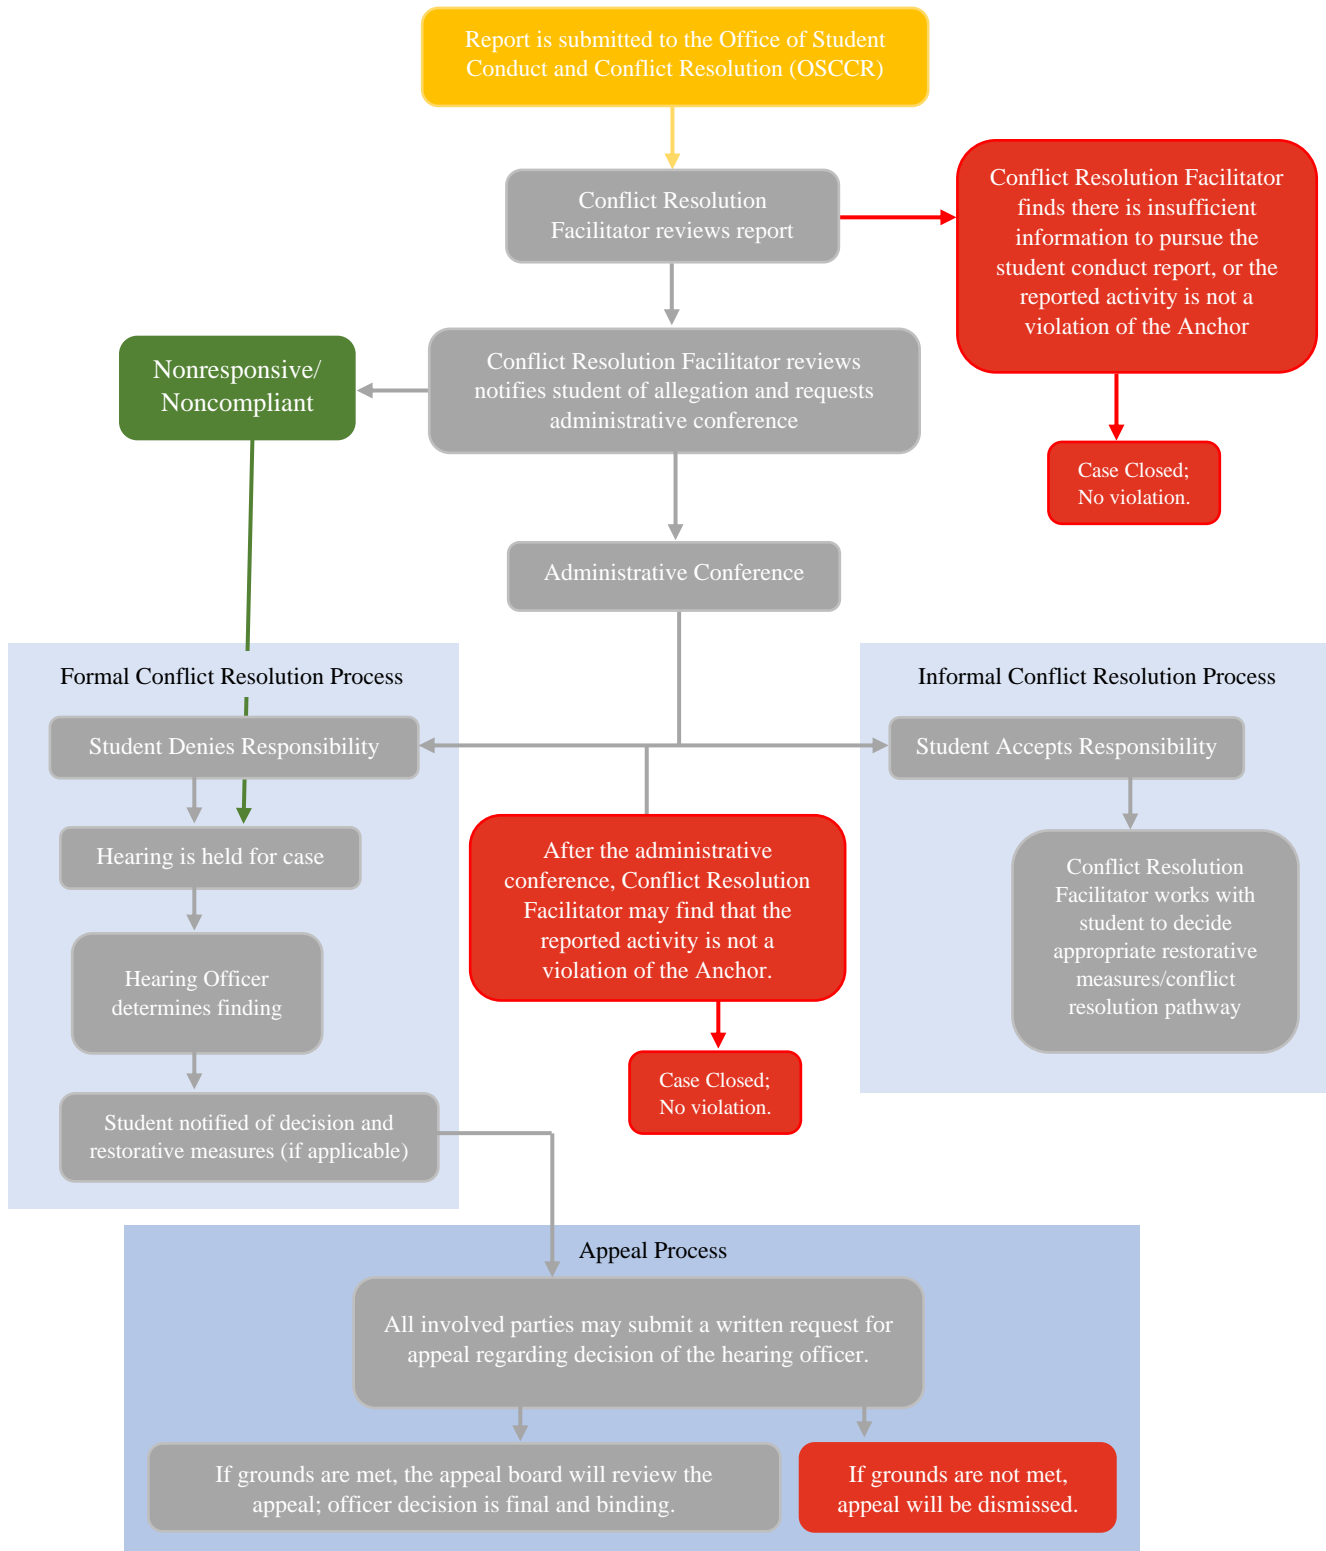 Report is submitted to the Office of Student
Conduct and Conflict Resolution (OSCCR)
Conflict Resolution
Facilitator reviews report
Conflict Resolution Facilitator
finds there is insufficient
information to pursue the
student conduct report, or the
reported activity is not a
violation of the Anchor
Nonresponsive/
Noncompliant
Conflict Resolution Facilitator reviews
notifies student of allegation and requests
administrative conference
Case Closed;
No violation.
Administrative Conference
Formal Conflict Resolution Process
Informal Conflict Resolution Process
Student Denies Responsibility
Student Accepts Responsibility
Hearing is held for case
After the administrative
conference, Conflict Resolution
Facilitator may find that the
reported activity is not a
violation of the Anchor.
Conflict Resolution
Facilitator works with
student to decide
appropriate restorative
measures/conflict
resolution pathway
Hearing Officer
determines finding
Case Closed;
No violation.
Student notified of decision and
restorative measures (if applicable)
Appeal Process
All involved parties may submit a written request for
appeal regarding decision of the hearing officer.
If grounds are met, the appeal board will review the
appeal; officer decision is final and binding.
If grounds are not met,
appeal will be dismissed.